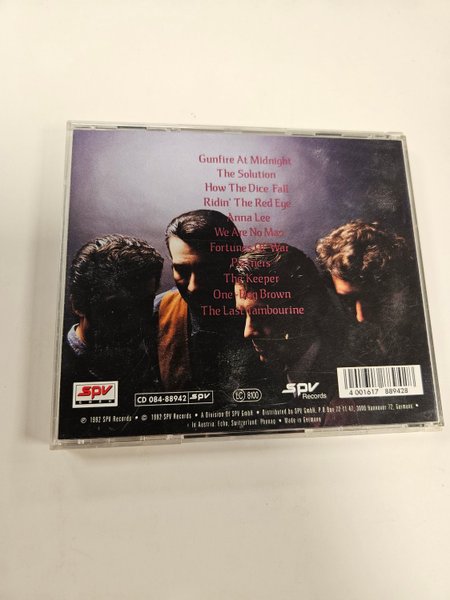 Gunfire At Midnight
The Solution
How The Dice Fall
Ridin' The Red Eye
Anna Lee
We Are No Man
Fortunes Of War
Pioneers
The Keeper
One-Dog Brown
The Last Tambourine
SPV
CD 084-88942 SPV
LC 8100
SPV
Records
4 001617 889428
℗ 1992 SPV Records • © 1992 SPV Records • A Division Of SPV GmbH. • Distributed by SPV GmbH, P.O Box 72 11 47, 3000 Hannover 72, Germany •
In Austria: Echo, Switzerland: Phonag • Made in Germany